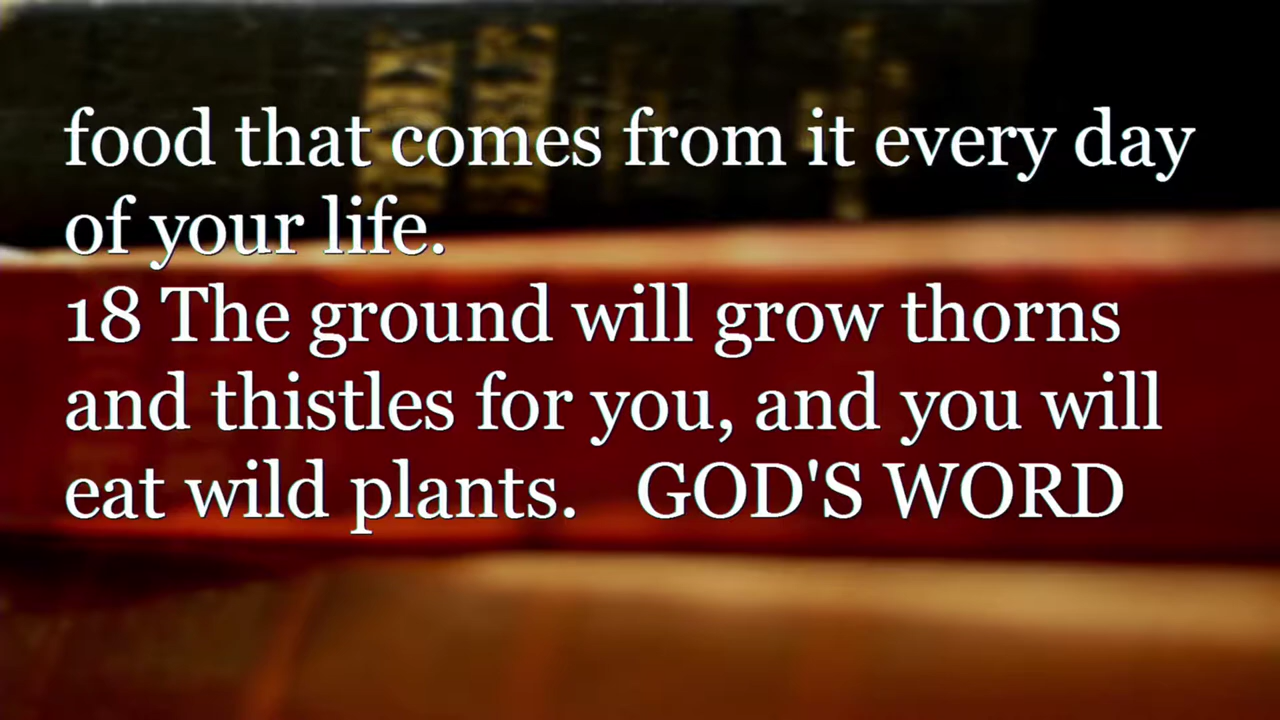 food that comes from it every day
of your life.
18 The ground will grow thorns
and thistles for you, and you will
eat wild plants.   GOD'S WORD